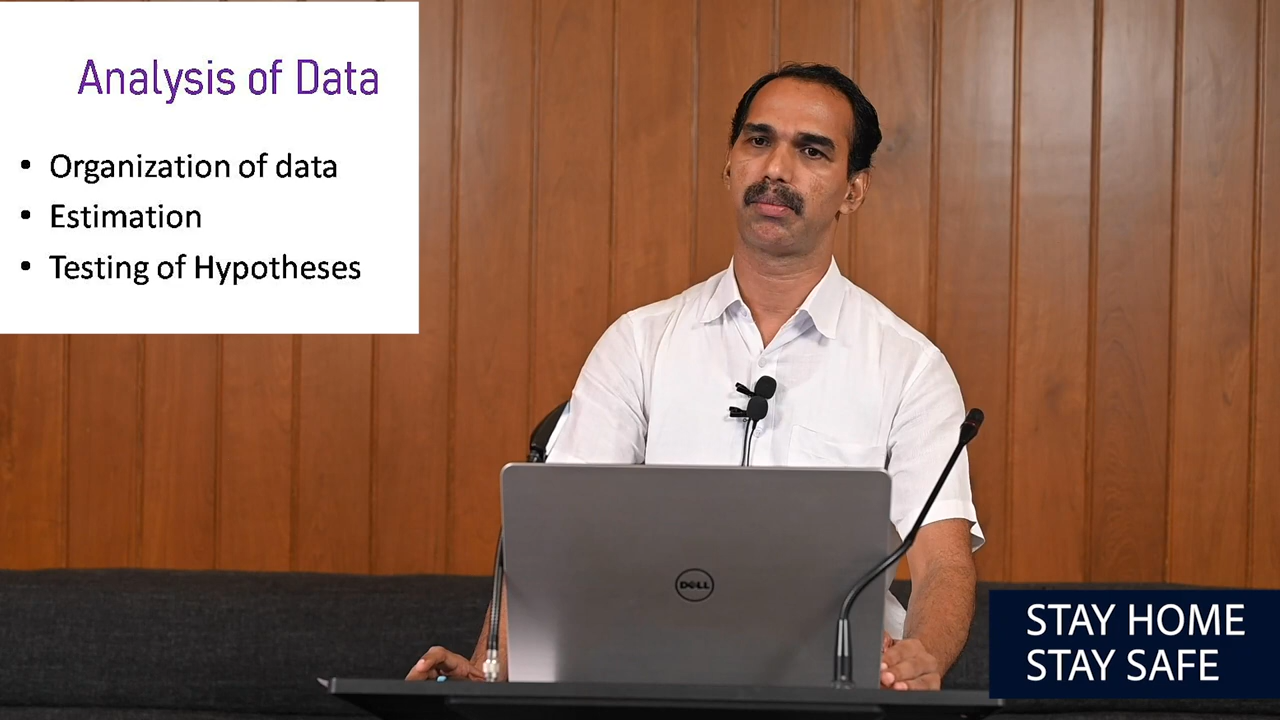 Analysis of Data
• Organization of data
• Estimation
• Testing of Hypotheses
DELL
STAY HOME
STAY SAFE